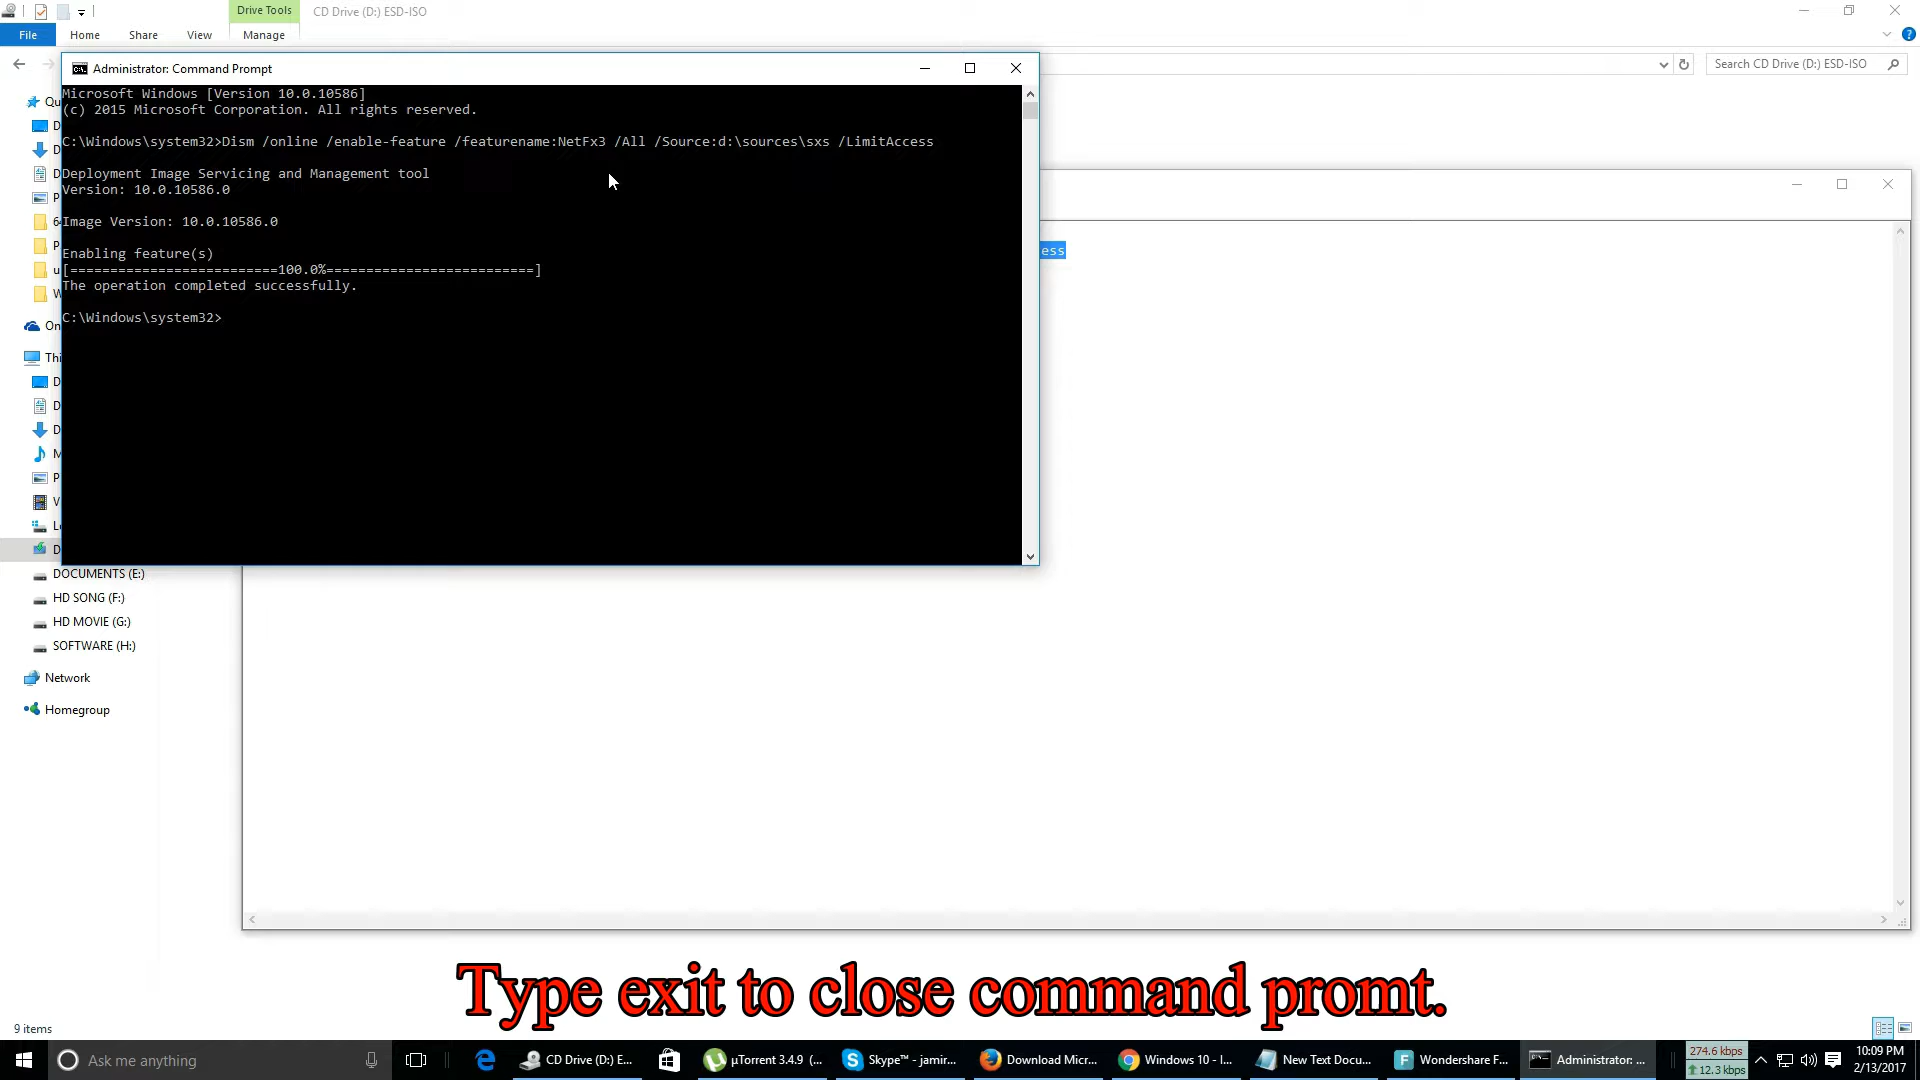 Drive Tools
CD Drive (D:) ESD-ISO
File
Home
Share
View
Manage
Search CD Drive (D:) ESD-ISO
Administrator: Command Prompt
Microsoft Windows [Version 10.0.10586]
(c) 2015 Microsoft Corporation. All rights reserved.
C:\Windows\system32>Dism /online /enable-feature /featurename:NetFx3 /All /Source:d:\sources\sxs /LimitAccess
Deployment Image Servicing and Management tool
Version: 10.0.10586.0
Image Version: 10.0.10586.0
Enabling feature(s)
[===========================100.0%==========================]
The operation completed successfully.
C:\Windows\system32>
ess
DOCUMENTS (E:)
HD SONG (F:)
HD MOVIE (G:)
SOFTWARE (H:)
Network
Homegroup
Type exit to close command promt.
9 items
Ask me anything
CD Drive (D:) E...
µTorrent 3.4.9 (...
Skype™ - jamir...
Download Micr...
Windows 10 - I...
New Text Docu...
Wondershare F...
Administrator: ...
274.6 kbps
12.3 kbps
10:09 PM
2/13/2017